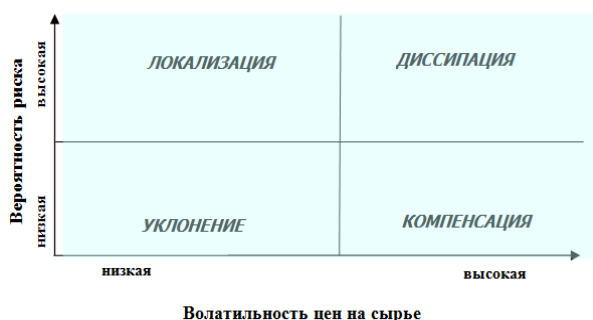 Вероятность риска
высокая
низкая
ЛОКАЛИЗАЦИЯ
ДИССИПАЦИЯ
УКЛОНЕНИЕ
КОМПЕНСАЦИЯ
низкая
высокая
Волатильность цен на сырье